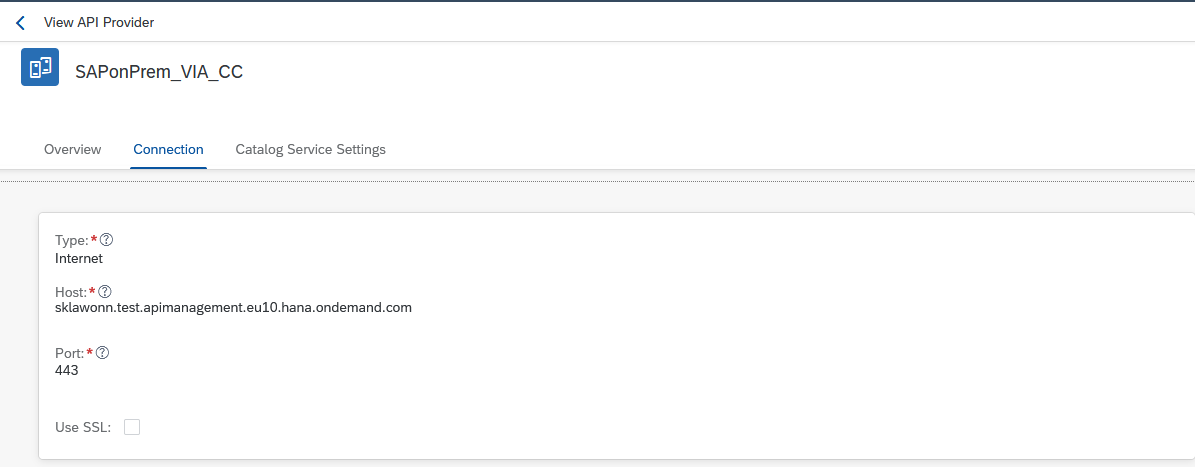 View API Provider
SAPonPrem_VIA_CC
Overview Connection Catalog Service Settings
Type:*
Internet
Host:*
sklawonn.test.apimanagement.eu10.hana.ondemand.com
Port:*
443
Use SSL: